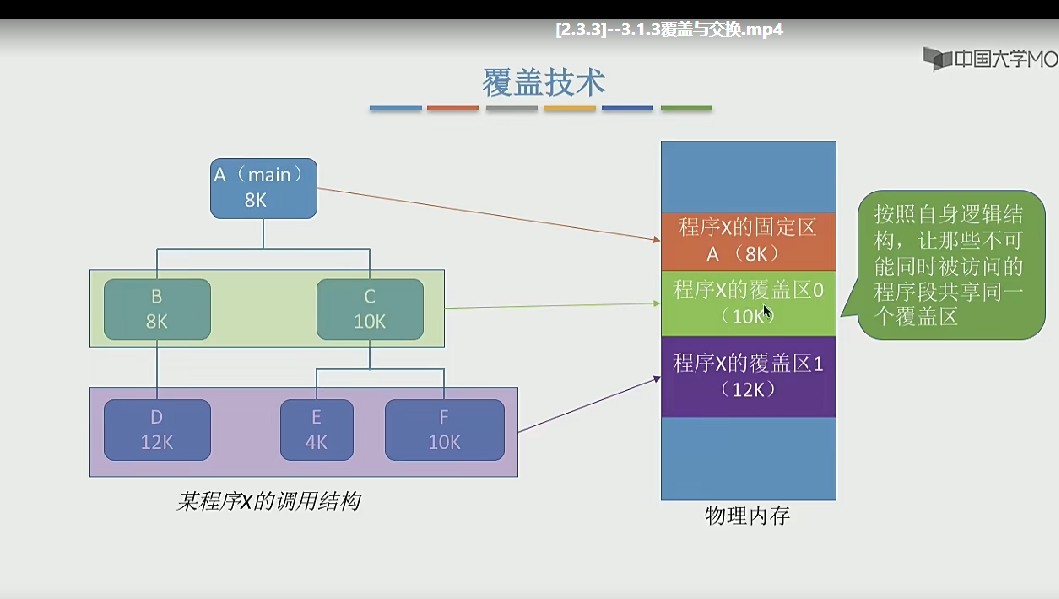 [2.3.3]--3.1.3覆盖与交换.mp4
中国大学MO
覆盖技术
A（main）
8K
B
8K
C
10K
D
12K
E
4K
F
10K
某程序X的调用结构
程序X的固定区
A （8K）
程序X的覆盖区0
（10K）
程序X的覆盖区1
（12K）
物理内存
按照自身逻辑结
构，让那些不可
能同时被访问的
程序段共享同一
个覆盖区